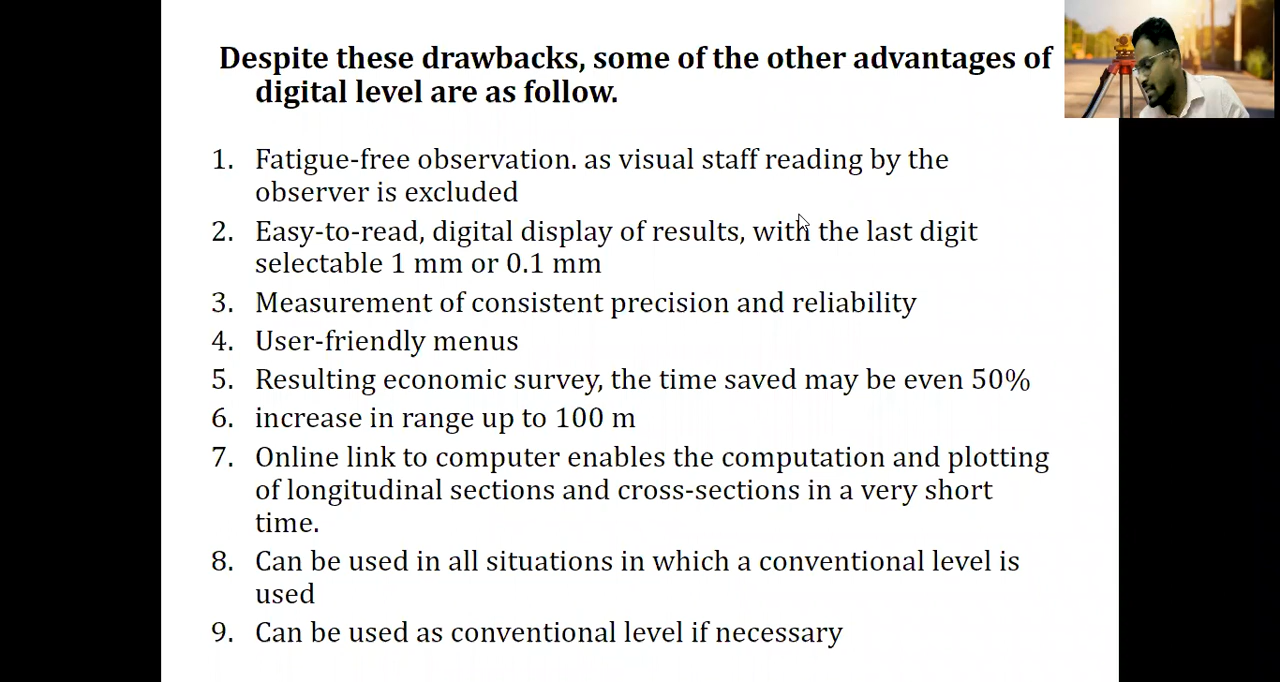 Despite these drawbacks, some of the other advantages of
digital level are as follow.
1. Fatigue-free observation. as visual staff reading by the
observer is excluded
2. Easy-to-read, digital display of results, with the last digit
selectable 1 mm or 0.1 mm
3. Measurement of consistent precision and reliability
4. User-friendly menus
5. Resulting economic survey, the time saved may be even 50%
6. increase in range up to 100 m
7. Online link to computer enables the computation and plotting
of longitudinal sections and cross-sections in a very short
time.
8. Can be used in all situations in which a conventional level is
used
9. Can be used as conventional level if necessary